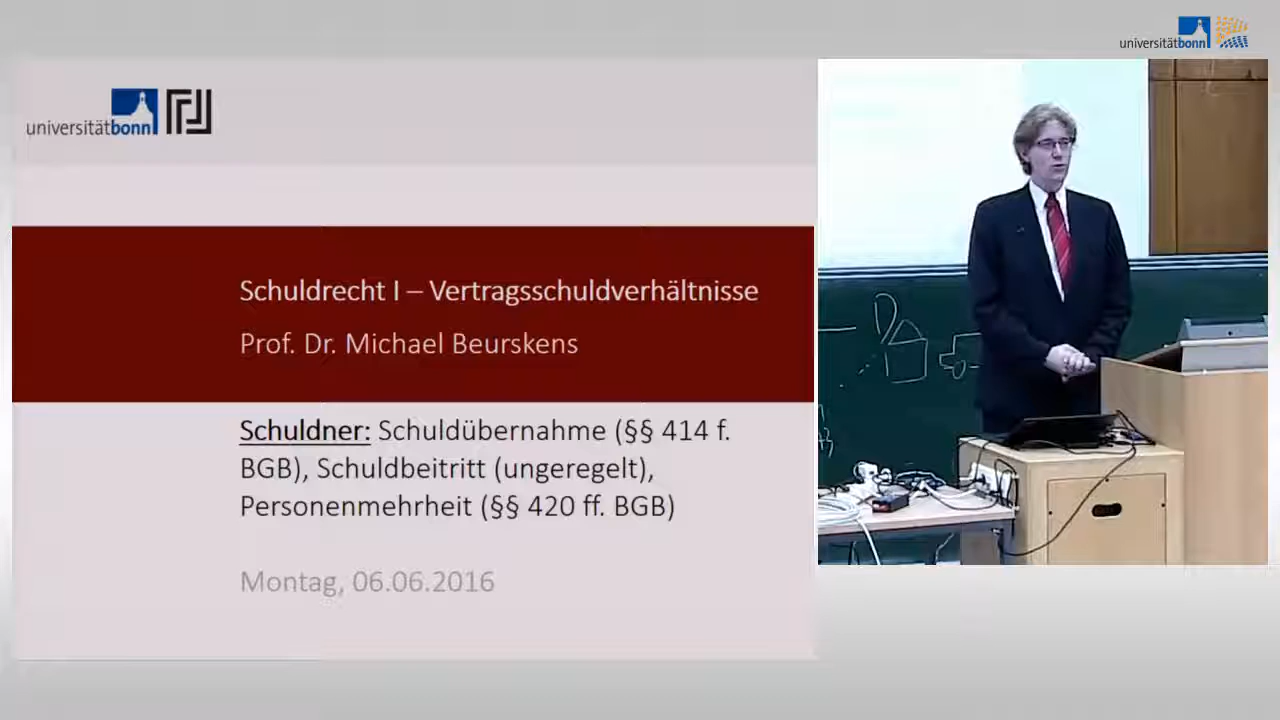 universitätbonn
universitätbonn
Schuldrecht I – Vertragsschuldverhältnisse
Prof. Dr. Michael Beurskens
Schuldner: Schuldübernahme (§§ 414 f.
BGB), Schuldbeitritt (ungeregelt),
Personenmehrheit (§§ 420 ff. BGB)
Montag, 06.06.2016
D